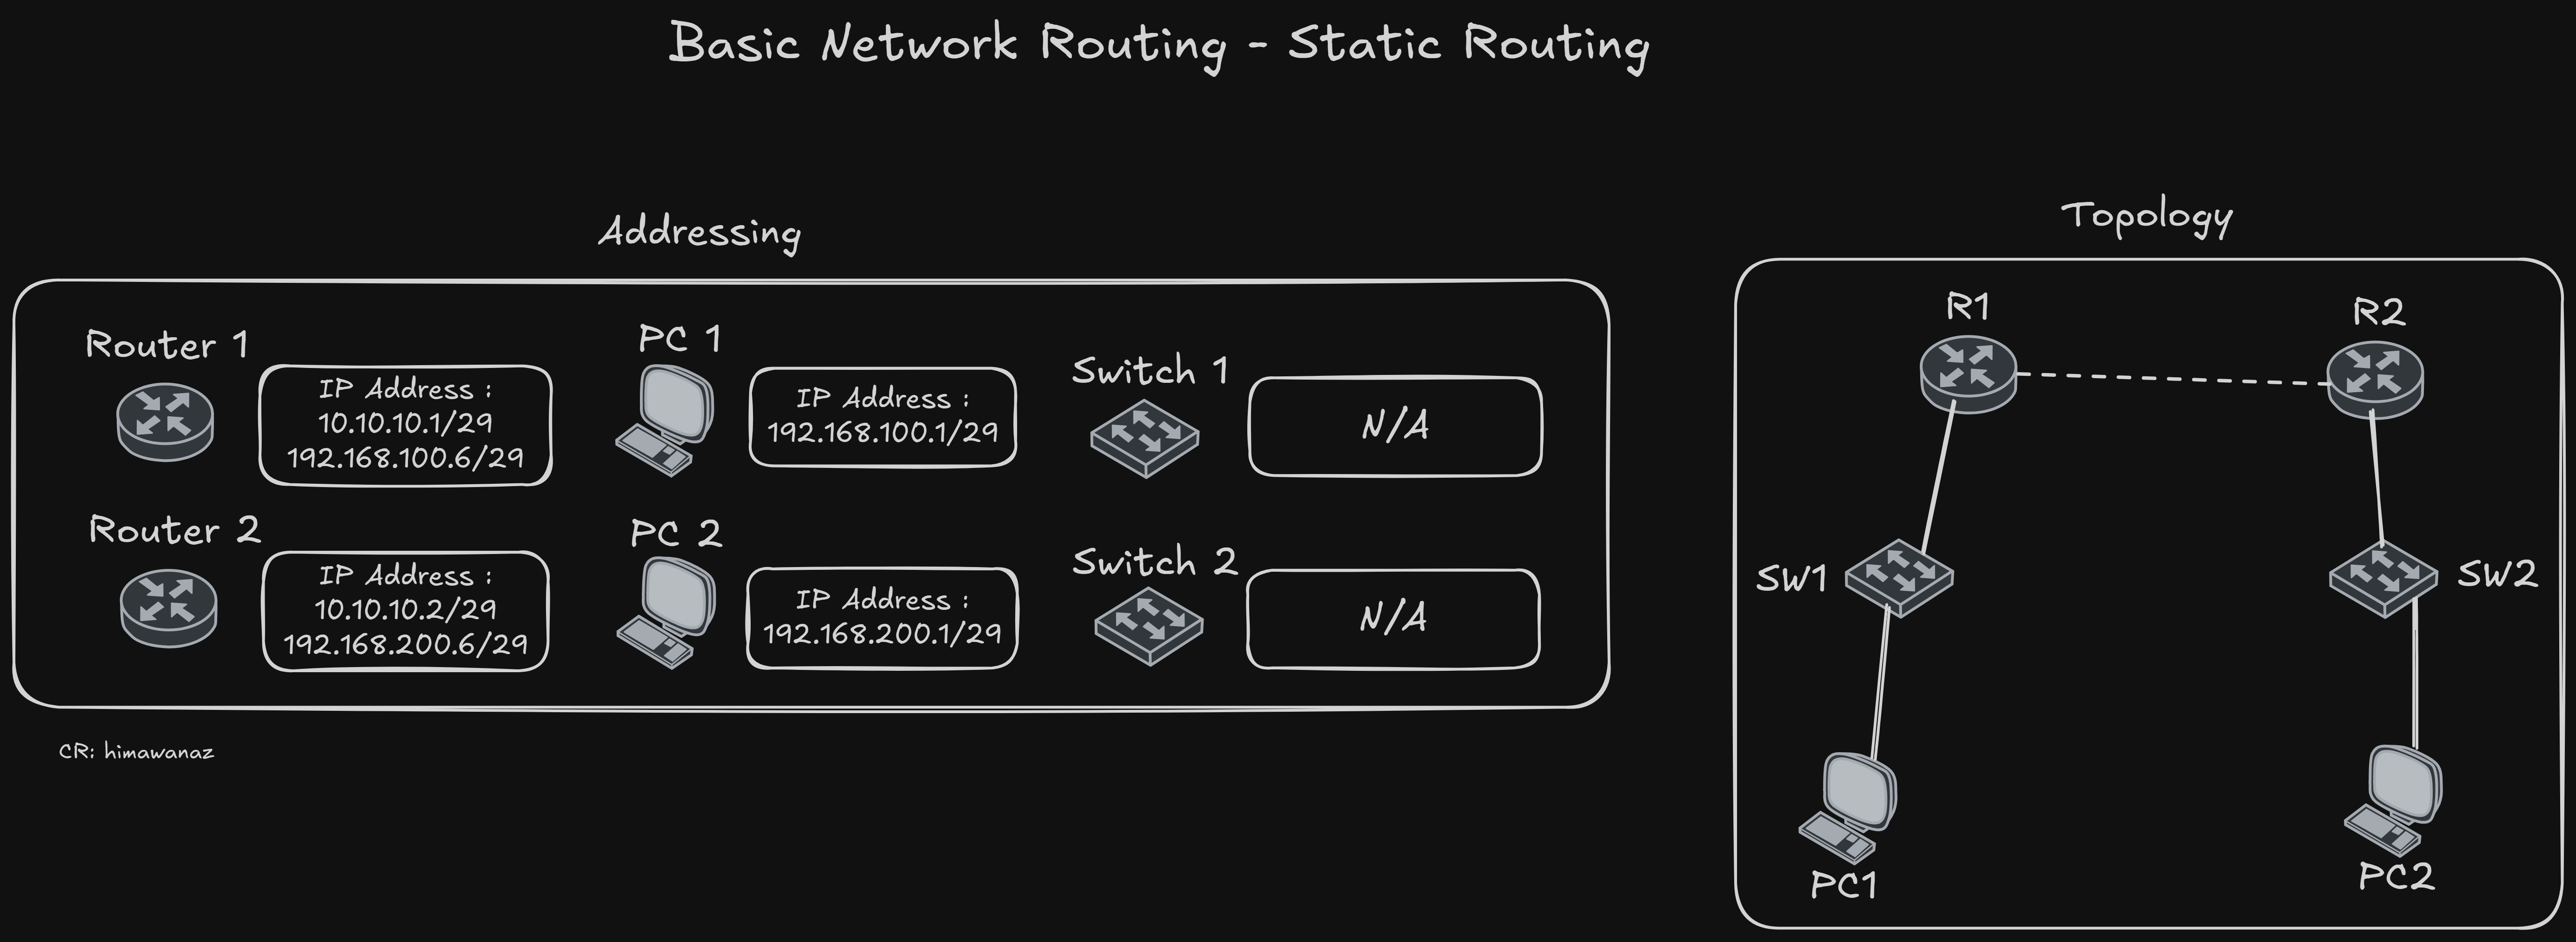 Basic Network Routing - Static Routing
Addressing
Router 1
IP Address :
10.10.10.1/29
192.168.100.6/29
PC 1
IP Address :
192.168.100.1/29
Switch 1
N/A
Router 2
IP Address :
10.10.10.2/29
192.168.200.6/29
PC 2
IP Address :
192.168.200.1/29
Switch 2
N/A
CR: himawanaz
Topology
R1
R2
SW1
SW2
PC1
PC2